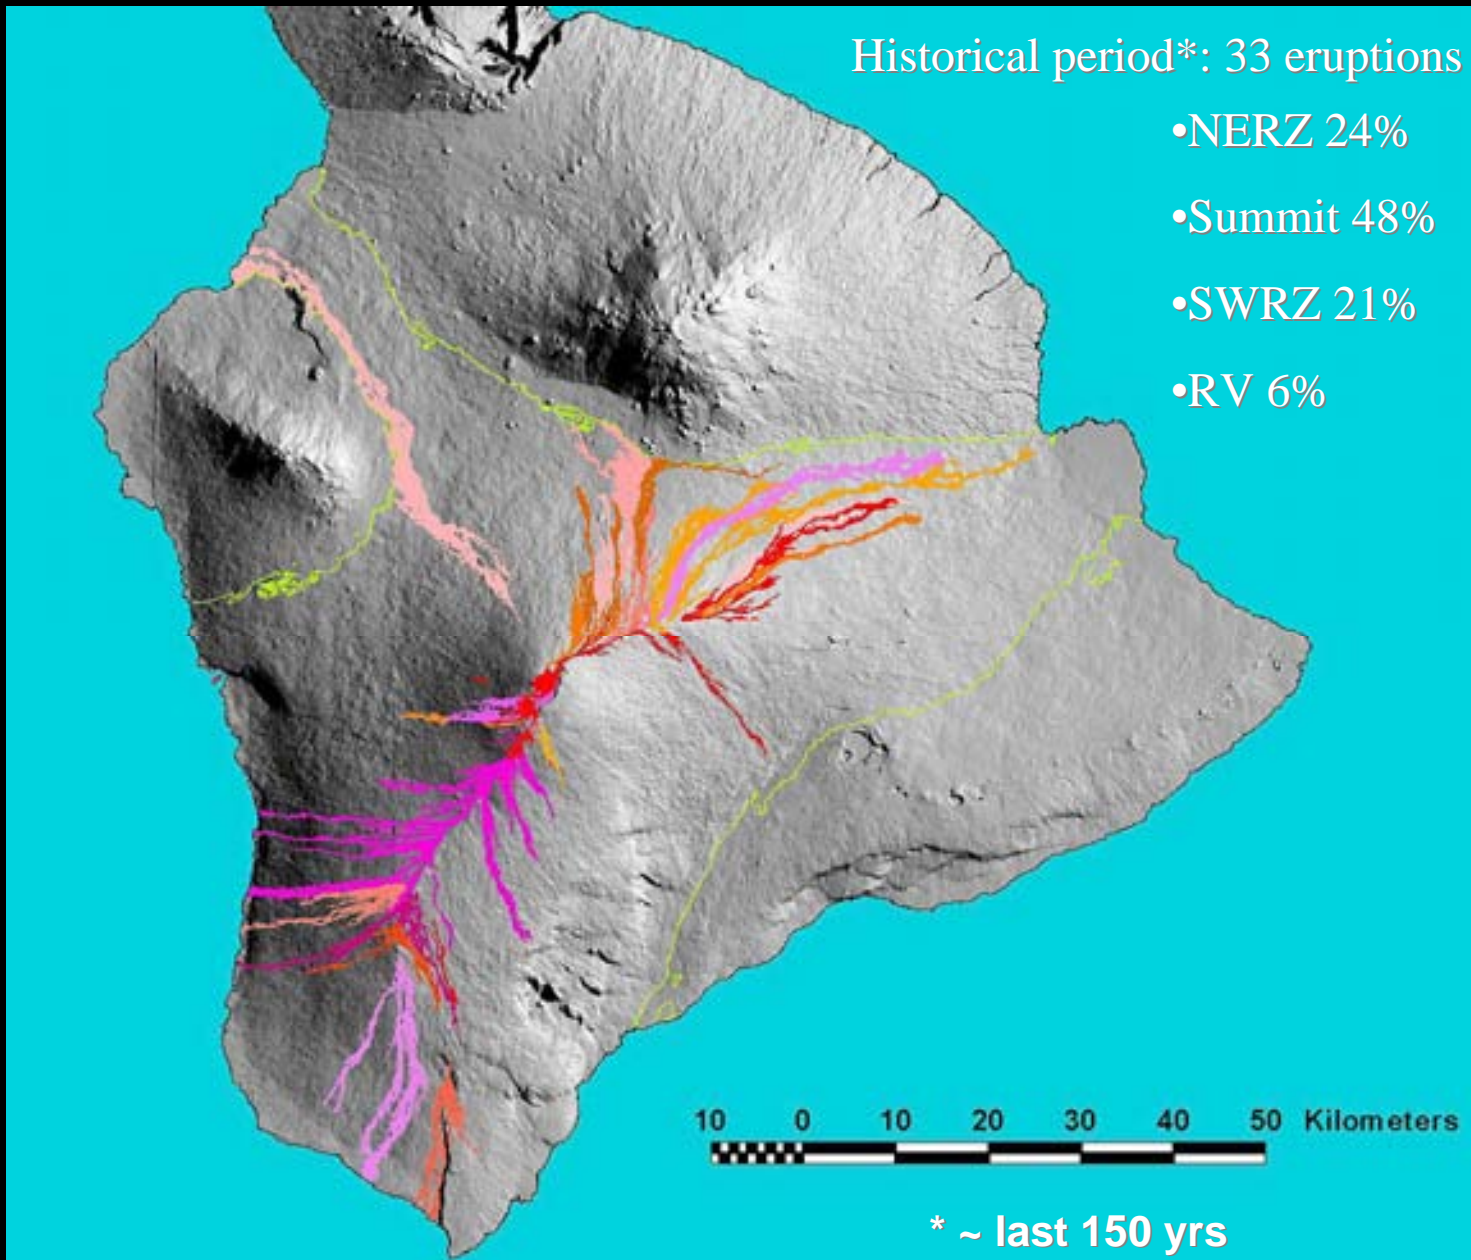 Historical period*: 33 eruptions
•NERZ 24%
•Summit 48%
•SWRZ 21%
•RV 6%
10 0 10 20 30 40 50 Kilometers
* ~ last 150 yrs